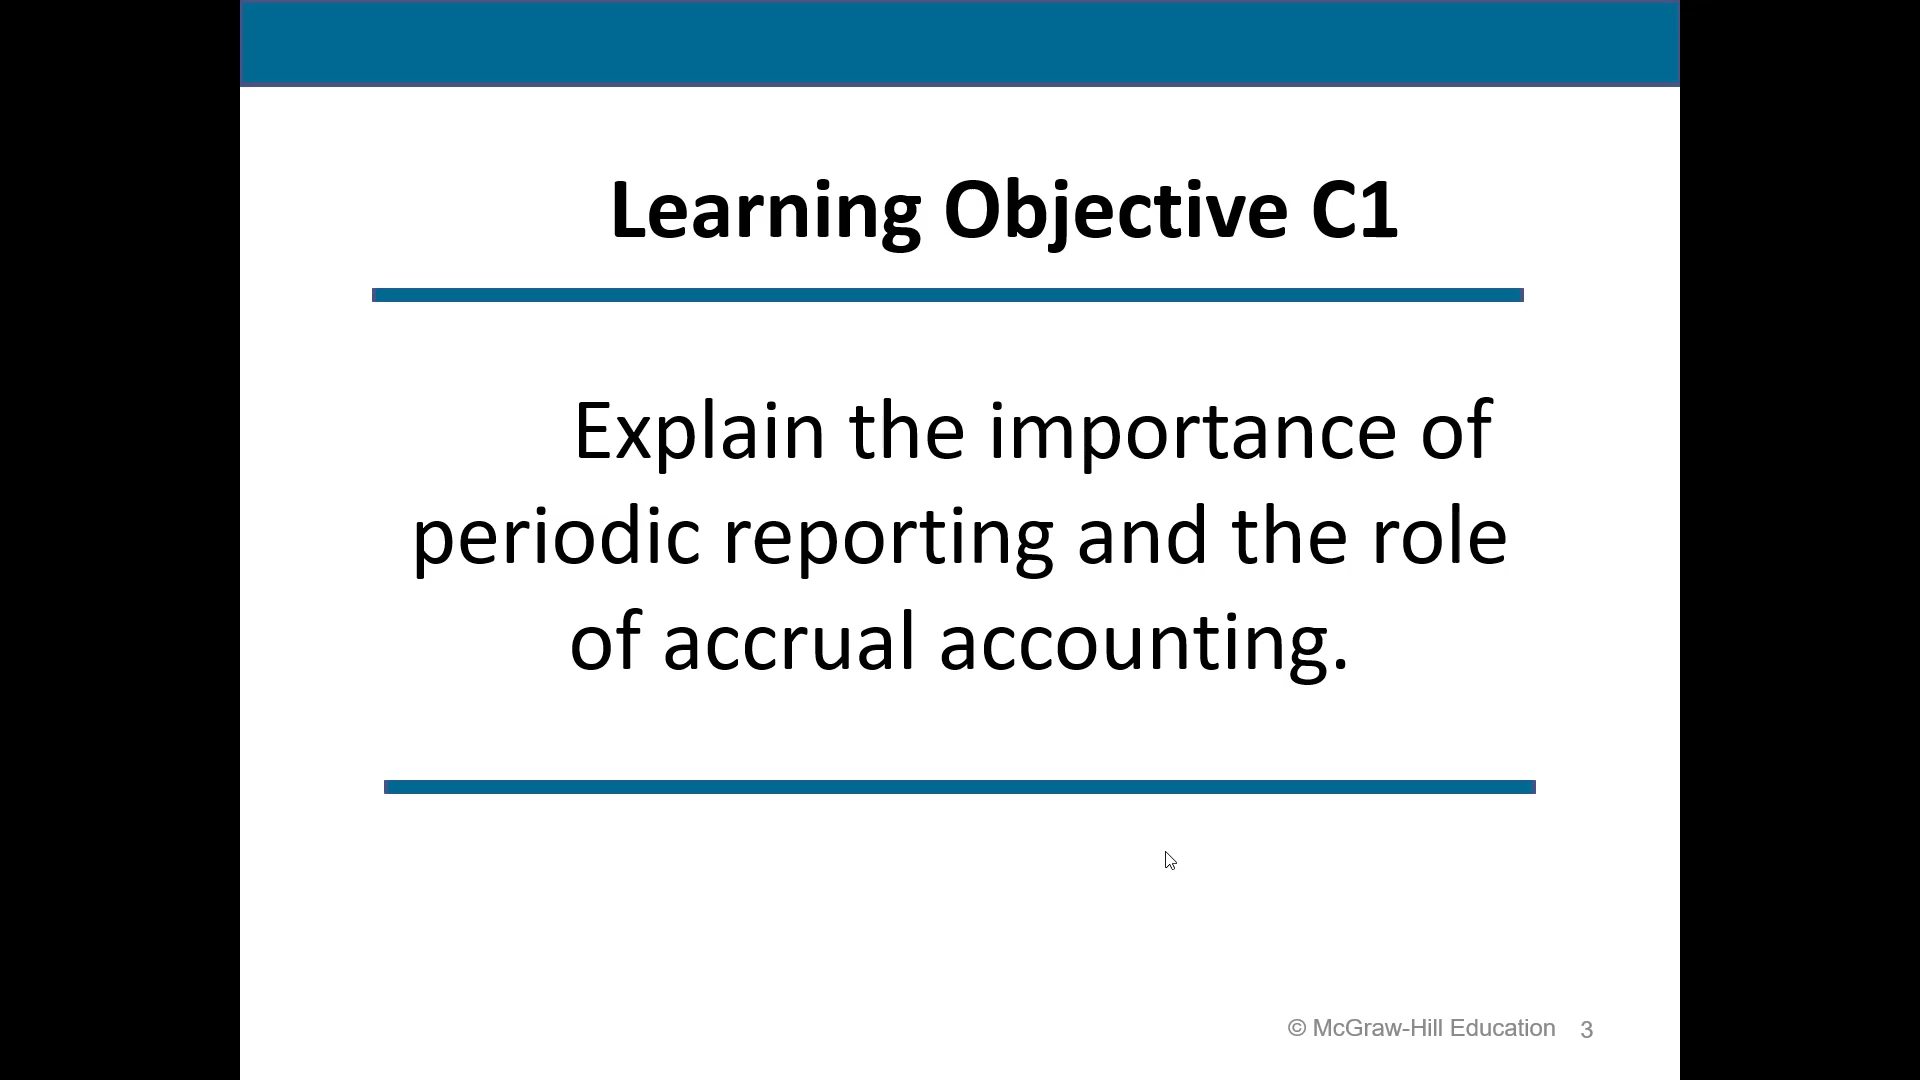 Learning Objective C1
Explain the importance of
periodic reporting and the role
of accrual accounting.
© McGraw-Hill Education 3